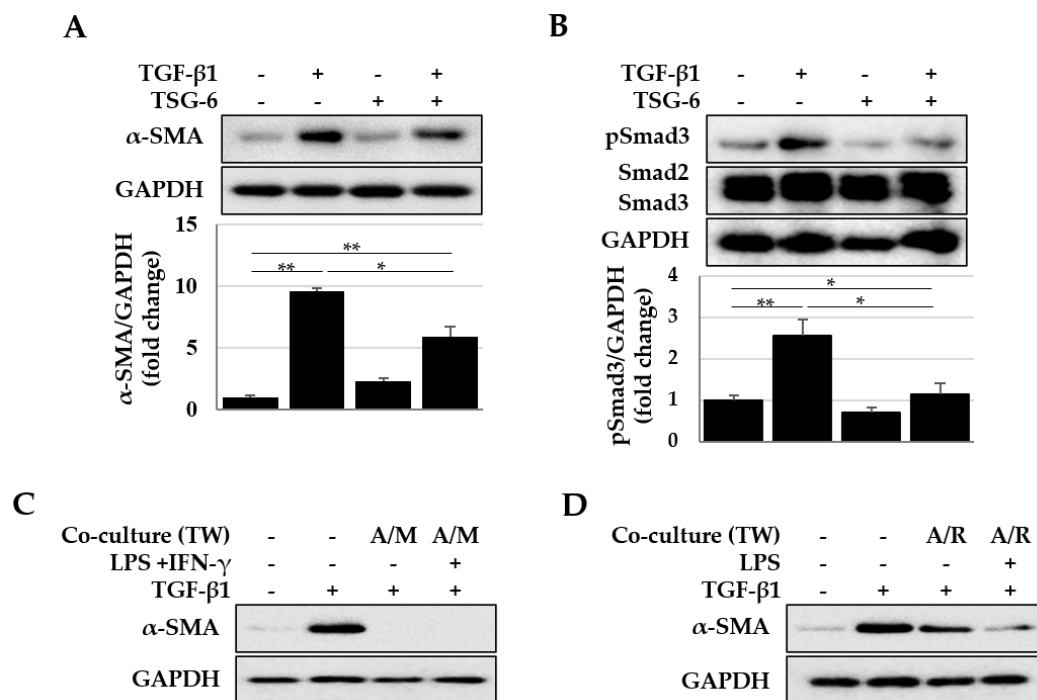 A
TGF-β1 - + - +
TSG-6 - - + +
α-SMA
GAPDH
15
10
5
0
α-SMA/GAPDH
(fold change)
**
** *
B
TGF-β1 - + - +
TSG-6 - - + +
pSmad3
Smad2
Smad3
GAPDH
4
3
2
1
0
pSmad3/GAPDH
(fold change)
*
** *
C
Co-culture (TW) - - A/M A/M
LPS +IFN-γ - - - +
TGF-β1 - + + +
α-SMA
GAPDH
D
Co-culture (TW) - - A/R A/R
LPS - - - +
TGF-β1 - + + +
α-SMA
GAPDH